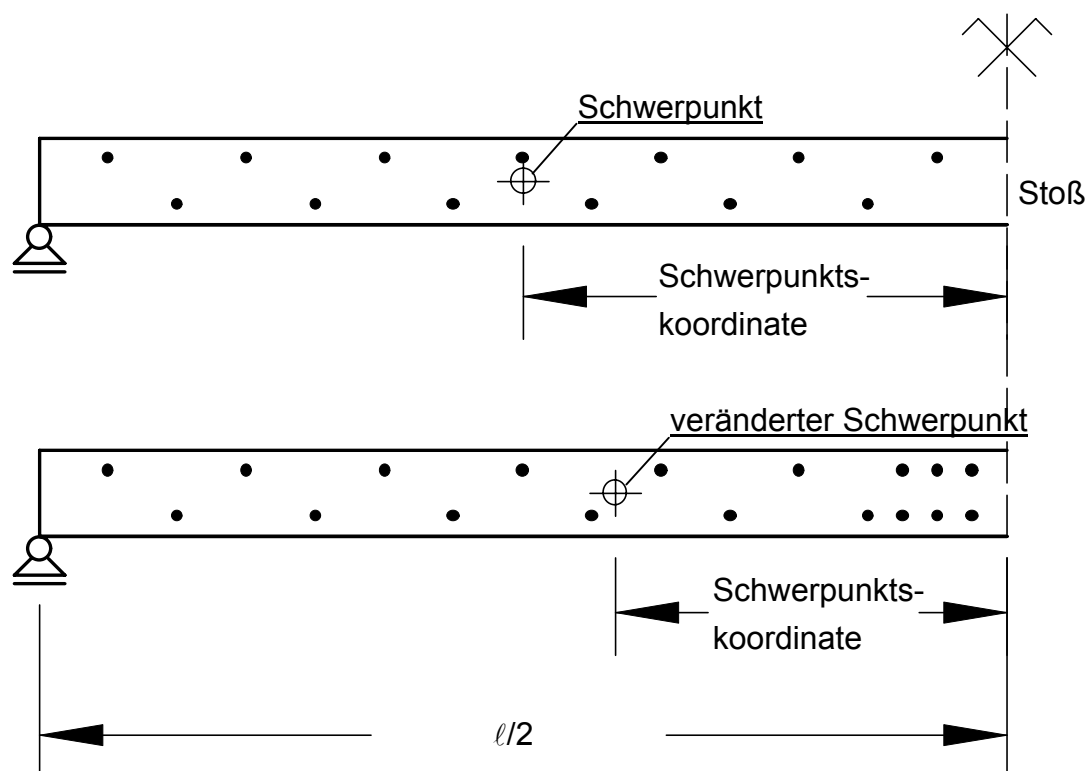 Schwerpunkt
Stoß
Schwerpunkts-
koordinate
veränderter Schwerpunkt
Schwerpunkts-
koordinate
ℓ/2